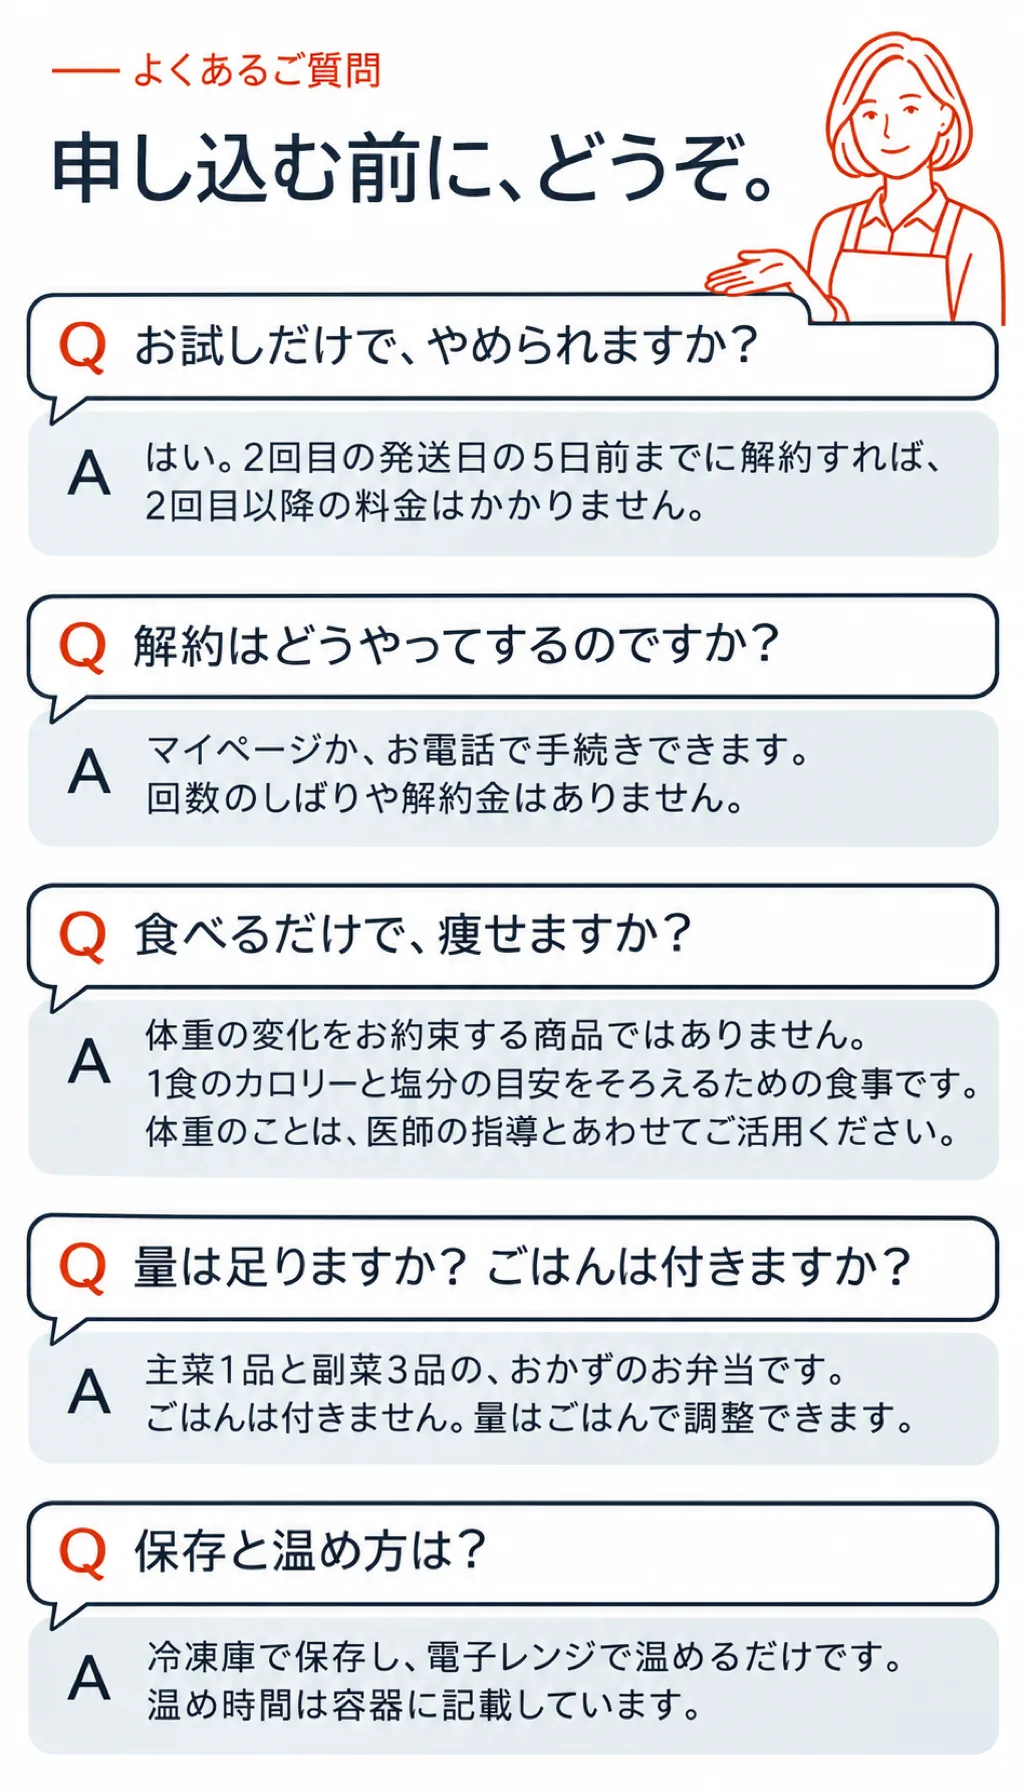 よくあるご質問
申し込む前に、どうぞ。
Q お試しだけで、やめられますか？
A はい。2回目の発送日の5日前までに解約すれば、
2回目以降の料金はかかりません。
Q 解約はどうやってするのですか？
A マイページか、お電話で手続きできます。
回数のしばりや解約金はありません。
Q 食べるだけで、痩せますか？
A 体重の変化をお約束する商品ではありません。
1食のカロリーと塩分の目安をそろえるための食事です。
体重のことは、医師の指導とあわせてご活用ください。
Q 量は足りますか？ ごはんは付きますか？
A 主菜1品と副菜3品の、おかずのお弁当です。
ごはんは付きません。量はごはんで調整できます。
Q 保存と温め方は？
A 冷凍庫で保存し、電子レンジで温めるだけです。
温め時間は容器に記載しています。